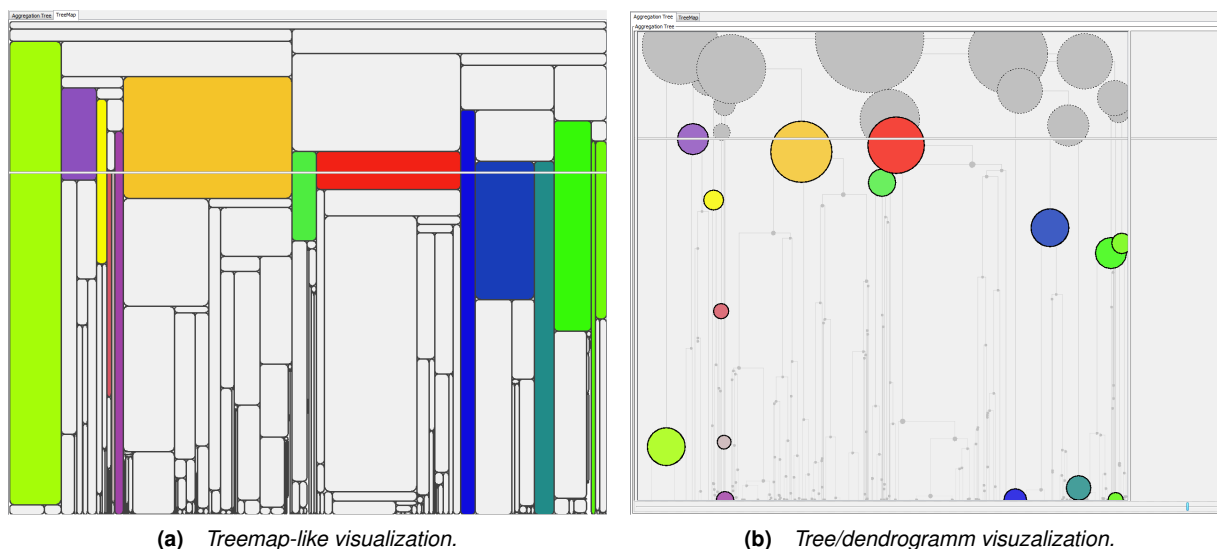 Aggregation Tree TreeMap
Aggregation Tree TreeMap
Aggregation Tree
(a) Treemap-like visualization.
(b) Tree/dendrogramm visuzalization.